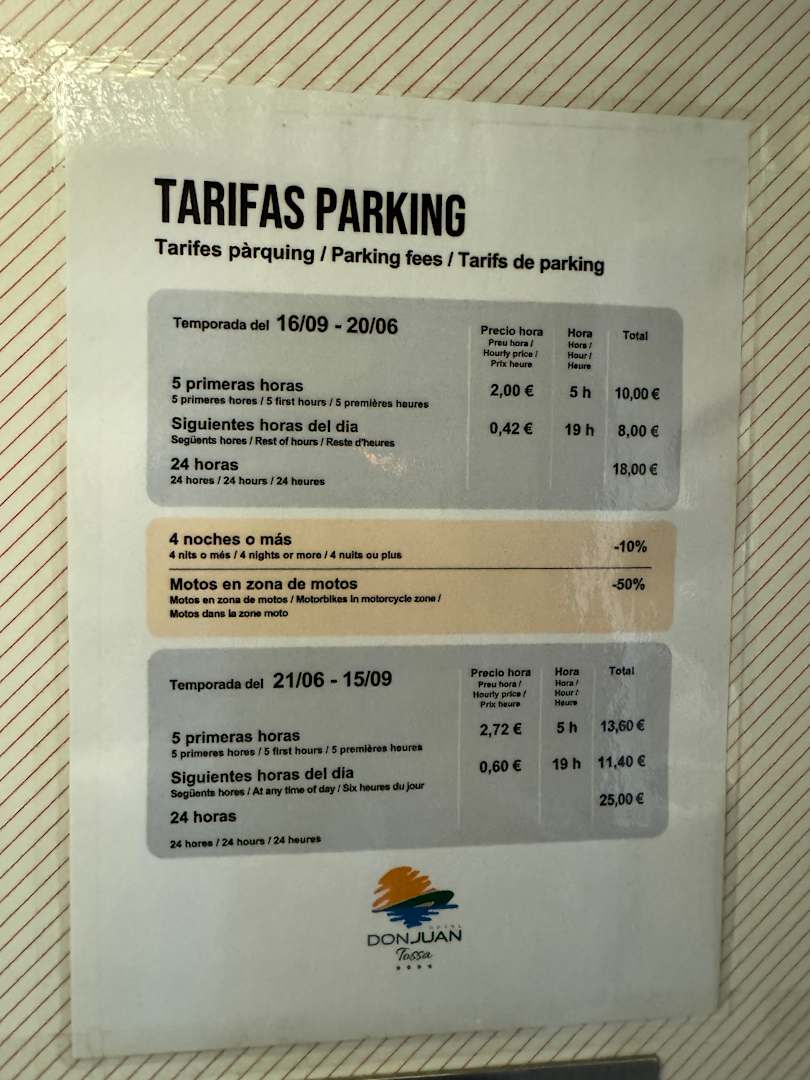 TARIFAS PARKING
Tarifes pàrquing / Parking fees / Tarifs de parking
Temporada del 16/09 - 20/06
Precio hora
Preu hora /
Hourly price /
Prix heure
Hora
Hora /
Hour /
Heure
Total
5 primeras horas
5 primeres hores / 5 first hours / 5 premières heures
2,00 € 5 h 10,00 €
Siguientes horas del dia
Següents hores / Rest of hours / Reste d'heures
0,42 € 19 h 8,00 €
24 horas
24 hores / 24 hours / 24 heures
18,00 €
4 noches o más
4 nits o més / 4 nights or more / 4 nuits ou plus
-10%
Motos en zona de motos
Motos en zona de motos / Motorbikes in motorcycle zone /
Motos dans la zone moto
-50%
Temporada del 21/06 - 15/09
Precio hora
Preu hora /
Hourly price /
Prix heure
Hora
Hora /
Hour /
Heure
Total
5 primeras horas
5 primeres hores / 5 first hours / 5 premières heures
2,72 € 5 h 13,60 €
Siguientes horas del dia
Següents hores / At any time of day / Six heures du jour
0,60 € 19 h 11,40 €
24 horas
24 hores / 24 hours / 24 heures
25,00 €
HOTEL
DONJUAN
Tossa